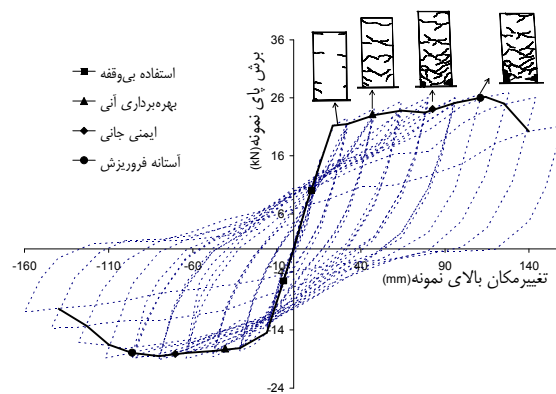 36
26
16
6
-4
-14
-24
-160
-110
-60
-10
40
90
140
برش پای نمونه (kN)
استفاده بی‌وقفه
بهره‌برداری آنی
ایمنی جانی
آستانه فروریزش
تغییرمکان بالای نمونه (mm)